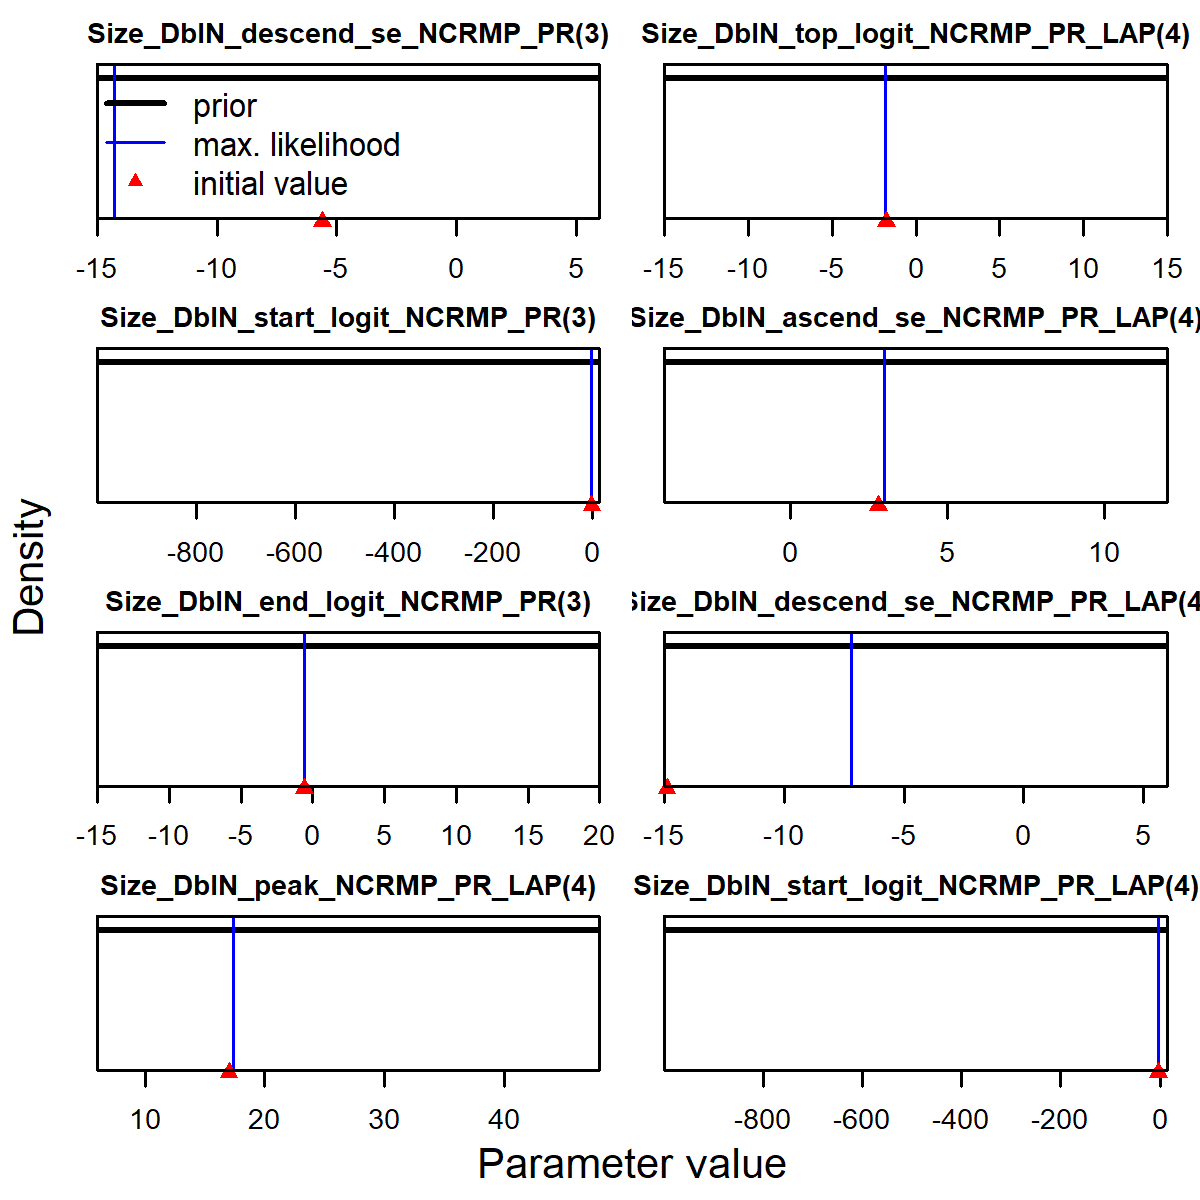 Size_DblN_descend_se_NCRMP_PR(3)
prior
max. likelihood
initial value
-15 -10 -5 0 5
Size_DblN_top_logit_NCRMP_PR_LAP(4)
-15 -10 -5 0 5 10 15
Size_DblN_start_logit_NCRMP_PR(3)
-800 -600 -400 -200 0
Size_DblN_ascend_se_NCRMP_PR_LAP(4)
0 5 10
Size_DblN_end_logit_NCRMP_PR(3)
-15 -10 -5 0 5 10 15 20
Size_DblN_descend_se_NCRMP_PR_LAP(4
-15 -10 -5 0 5
Size_DblN_peak_NCRMP_PR_LAP(4)
10 20 30 40
Size_DblN_start_logit_NCRMP_PR_LAP(4)
-800 -600 -400 -200 0
Density
Parameter value